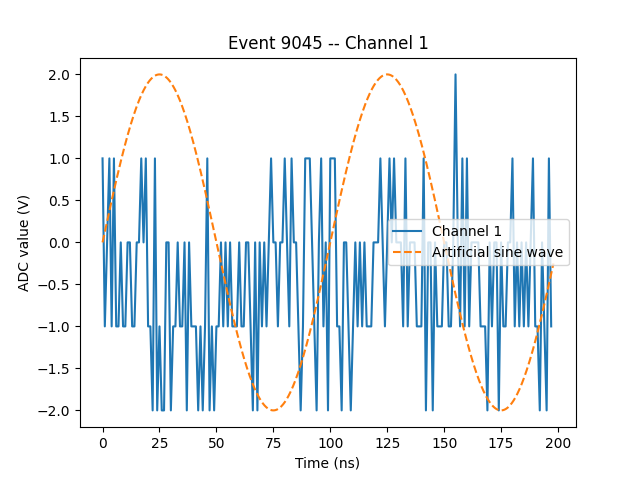 Event 9045 -- Channel 1
ADC value (V)
2.0
1.5
1.0
0.5
0.0
−0.5
−1.0
−1.5
−2.0
Channel 1
Artificial sine wave
0 25 50 75 100 125 150 175 200
Time (ns)